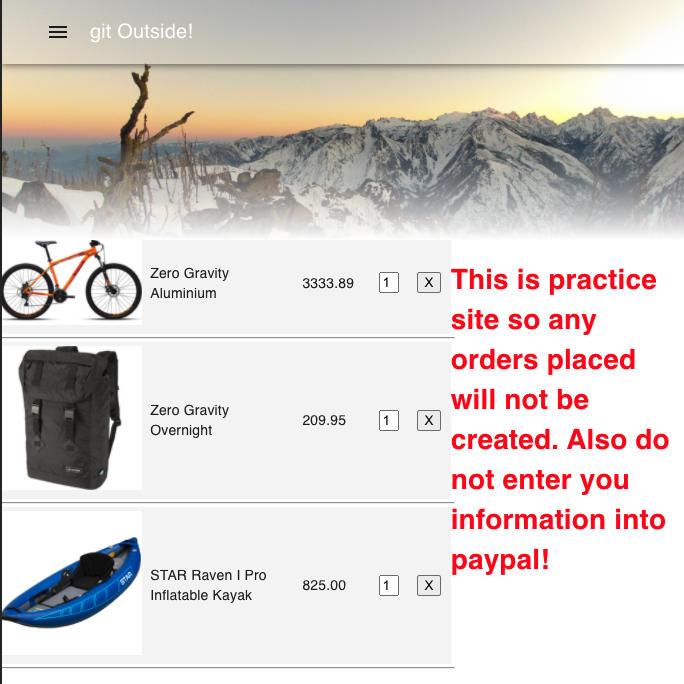 git Outside!
Zero Gravity
Aluminium
3333.89
1
X
Zero Gravity
Overnight
209.95
1
X
STAR Raven I Pro
Inflatable Kayak
825.00
1
X
STAR
This is practice
site so any
orders placed
will not be
created. Also do
not enter you
information into
paypal!